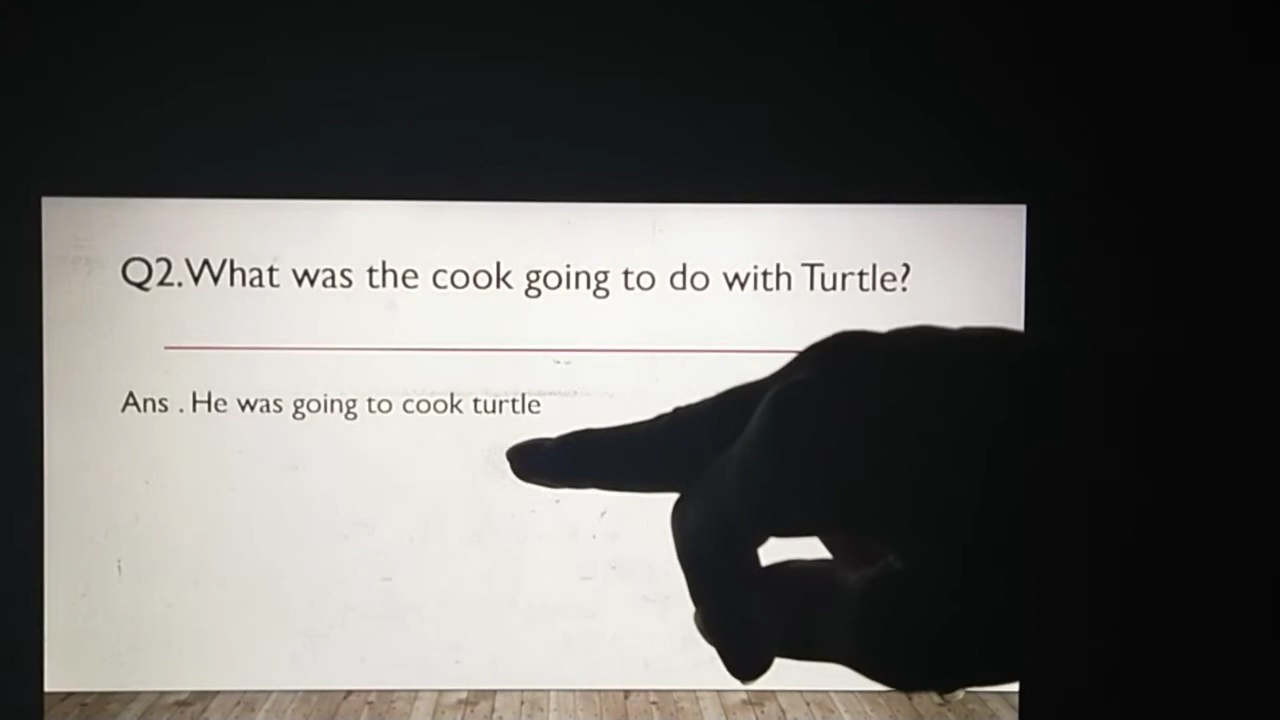 Q2.What was the cook going to do with Turtle?
Ans . He was going to cook turtle